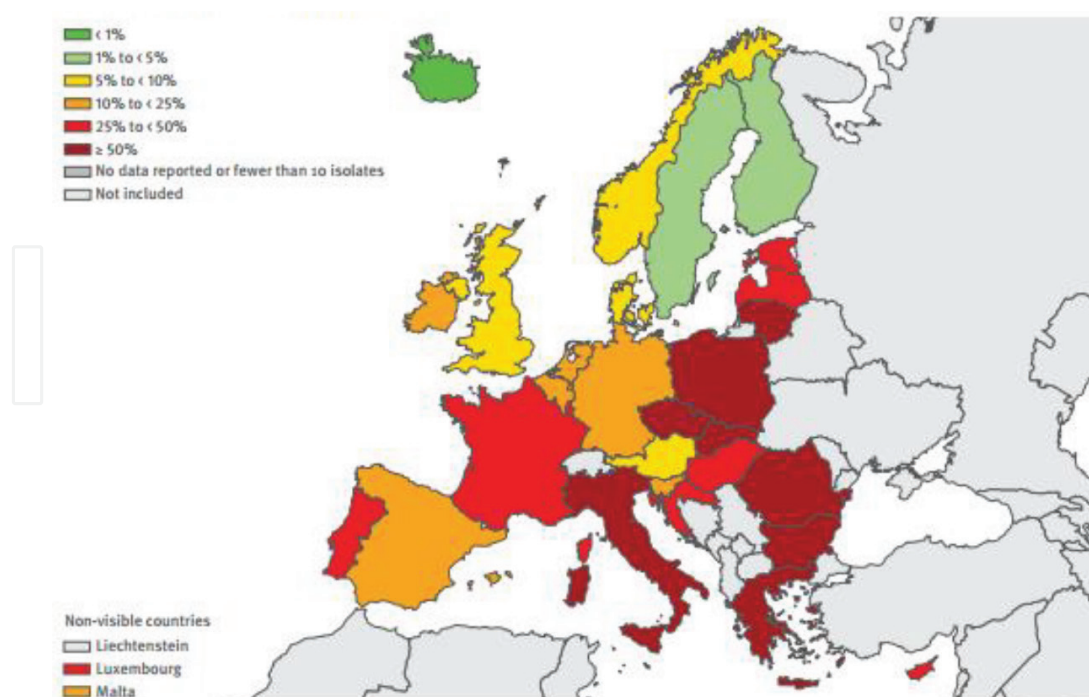 < 1%
1% to < 5%
5% to < 10%
10% to < 25%
25% to < 50%
≥ 50%
No data reported or fewer than 10 isolates
Not included
Non-visible countries
Liechtenstein
Luxembourg
Malta